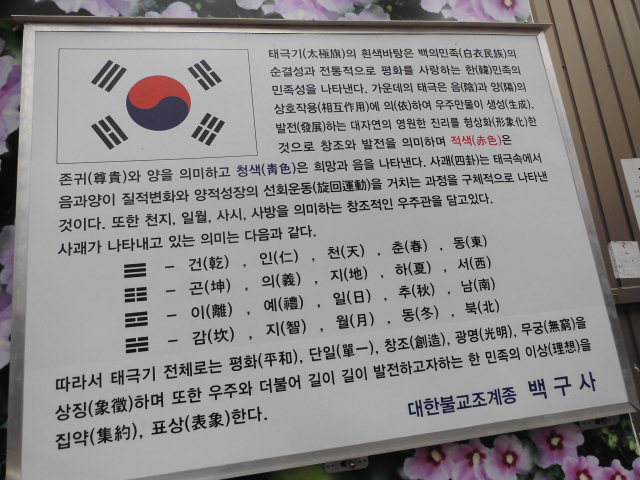 태극기(太極旗)의 흰색바탕은 백의민족(白衣民族)의
순결성과 전통적으로 평화를 사랑하는 한(韓)민족의
민족성을 나타낸다. 가운데의 태극은 음(陰)과 양(陽)의
상호작용(相互作用)에 의(依)하여 우주만물이 생성(生成),
발전(發展)하는 대자연의 영원한 진리를 형상화(形象化)한
것으로 창조와 발전을 의미하며 적색(赤色)은
존귀(尊貴)와 양을 의미하고 청색(靑色)은 희망과 음을 나타낸다. 사괘(四卦)는 태극속에서
음과양이 질적변화와 양적성장의 선회운동(旋回運動)을 거치는 과정을 구체적으로 나타낸
것이다. 또한 천지, 일월, 사시, 사방을 의미하는 창조적인 우주관을 담고있다.
사괘가 나타내고 있는 의미는 다음과 같다.
☰ – 건(乾) , 인(仁) , 천(天) , 춘(春) , 동(東)
☷ – 곤(坤) , 의(義) , 지(地) , 하(夏) , 서(西)
☲ – 이(離) , 예(禮) , 일(日) , 추(秋) , 남(南)
☵ – 감(坎) , 지(智) , 월(月) , 동(冬) , 북(北)
따라서 태극기 전체로는 평화(平和), 단일(單一), 창조(創造), 광명(光明), 무궁(無窮)을
상징(象徵)하며 또한 우주와 더불어 길이 길이 발전하고자하는 한 민족의 이상(理想)을
집약(集約), 표상(表象)한다.
대한불교조계종 백구사